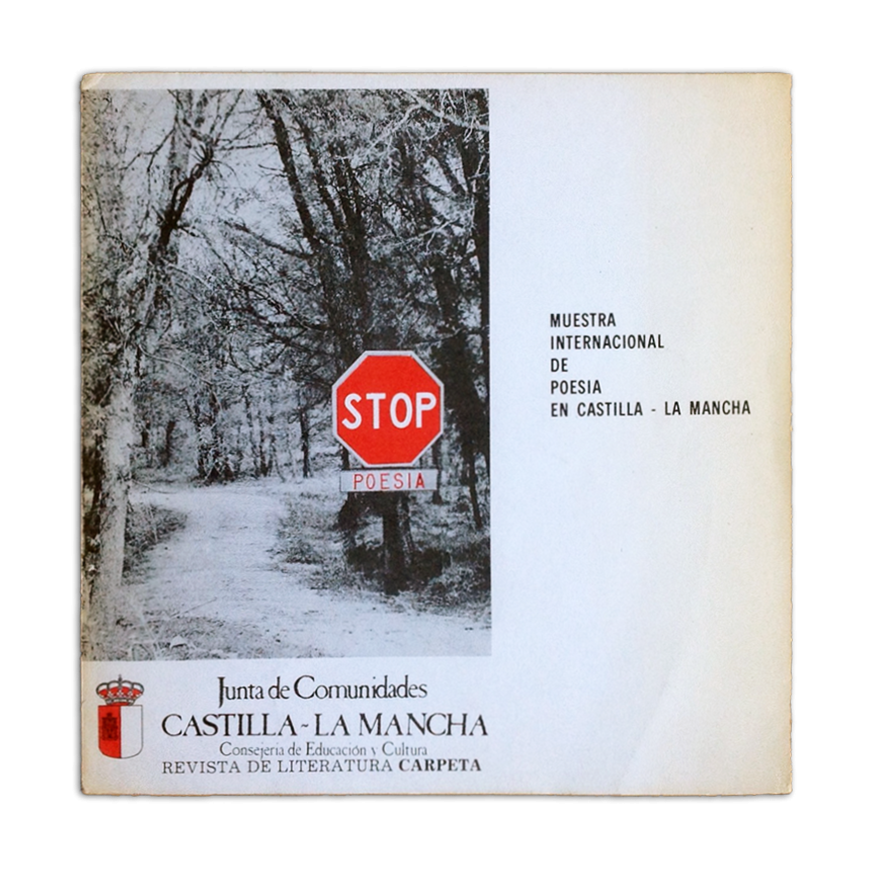 STOP
POESIA
MUESTRA
INTERNACIONAL
DE
POESIA
EN CASTILLA - LA MANCHA
Junta de Comunidades
CASTILLA-LA MANCHA
Consejería de Educación y Cultura
REVISTA DE LITERATURA CARPETA